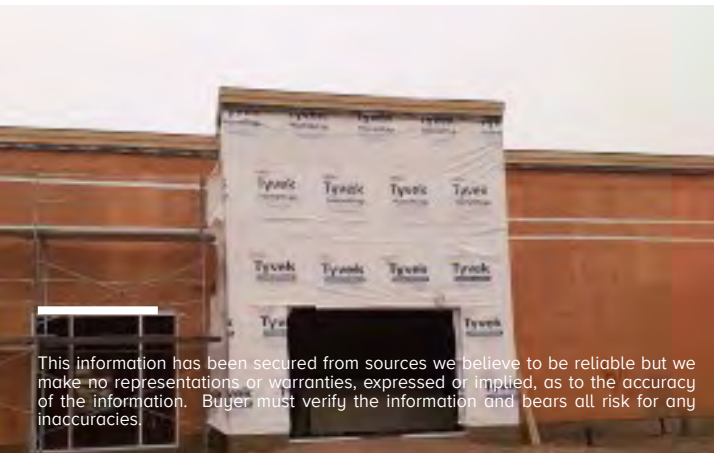 Tyvek Tyvek Tyvek Tyvek
Tyvek Tyvek Tyvek Tyvek
Tyvek Tyvek Tyvek Tyvek
Tyvek
This information has been secured from sources we believe to be reliable but we
make no representations or warranties, expressed or implied, as to the accuracy
of the information. Buyer must verify the information and bears all risk for any
inaccuracies.